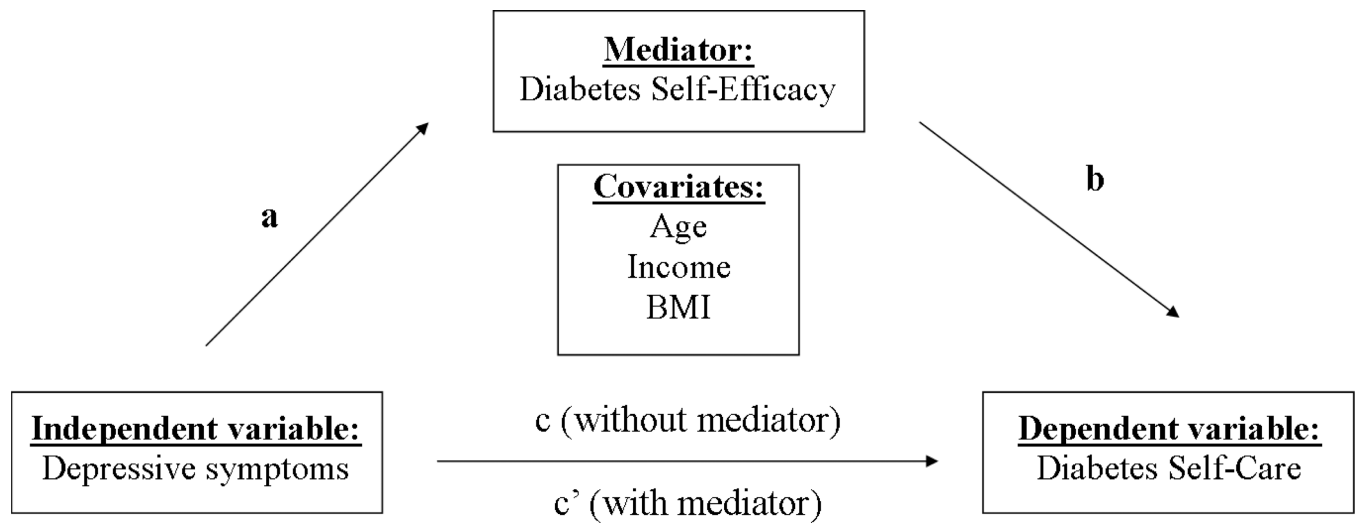 Mediator:
Diabetes Self-Efficacy
a
b
Covariates:
Age
Income
BMI
Independent variable:
Depressive symptoms
c (without mediator)
c’ (with mediator)
Dependent variable:
Diabetes Self-Care